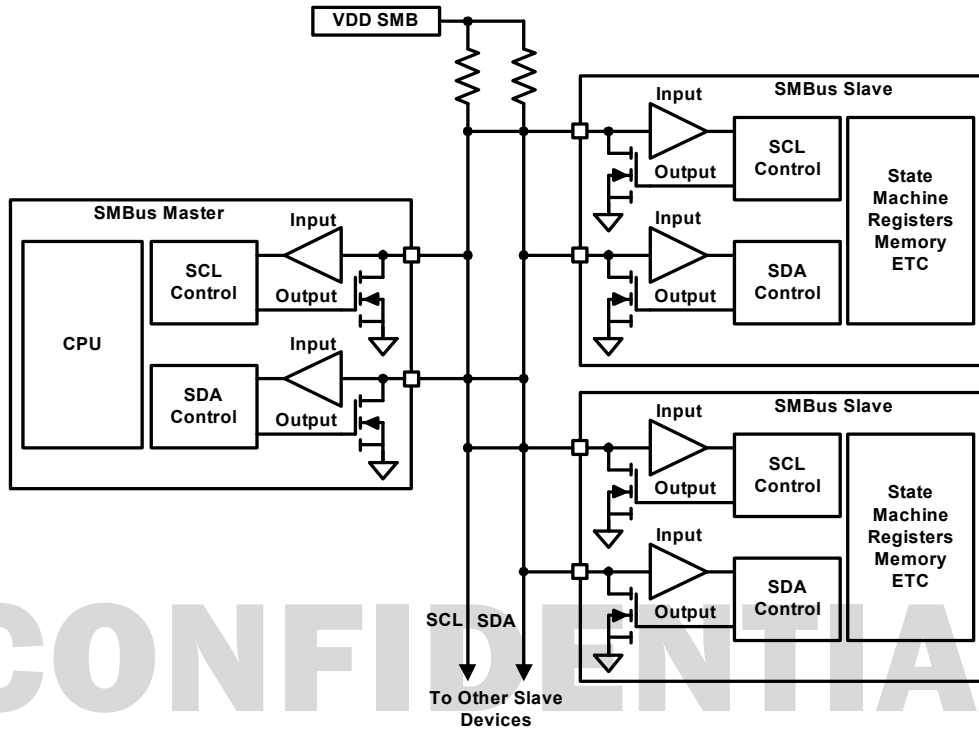 VDD SMB
SMBus Slave
Input
SCL
Control
Output
State
Machine
Registers
Memory
ETC
Input
SDA
Control
Output
SMBus Master
CPU
Input
SCL
Control
Output
Input
SDA
Control
Output
SMBus Slave
Input
SCL
Control
Output
State
Machine
Registers
Memory
ETC
Input
SDA
Control
Output
SCL
SDA
To Other Slave
Devices
CONFIDENTIA